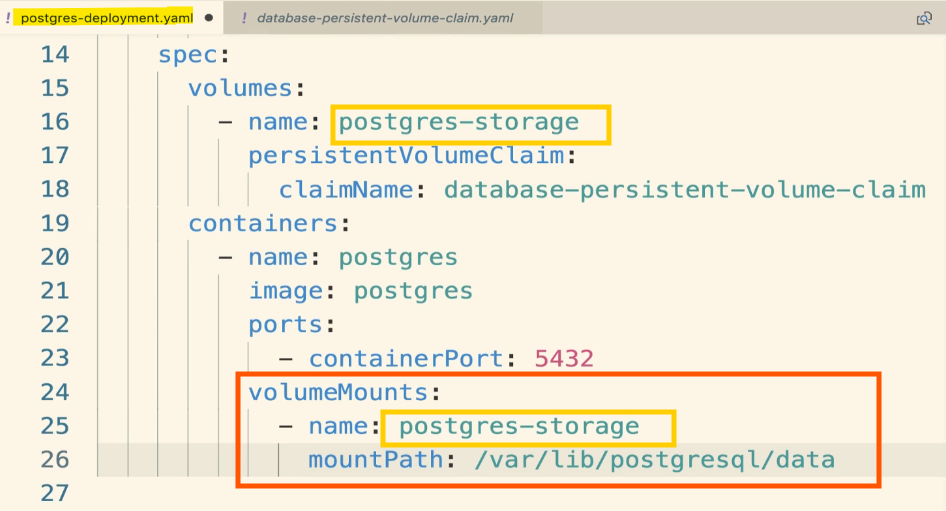 ! postgres-deployment.yaml ● ! database-persistent-volume-claim.yaml
14 spec:
15 volumes:
16 - name: postgres-storage
17 persistentVolumeClaim:
18 claimName: database-persistent-volume-claim
19 containers:
20 - name: postgres
21 image: postgres
22 ports:
23 - containerPort: 5432
24 volumeMounts:
25 - name: postgres-storage
26 mountPath: /var/lib/postgresql/data
27